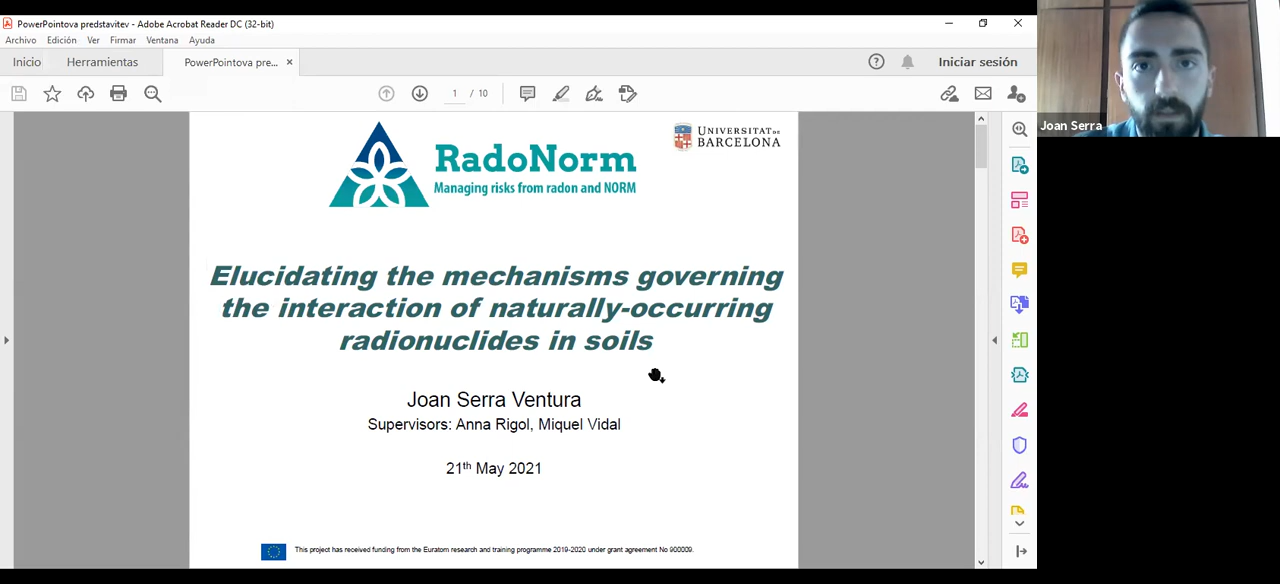 PowerPointova predstavitev - Adobe Acrobat Reader DC (32-bit)
Archivo Edición Ver Firmar Ventana Ayuda
Inicio Herramientas PowerPointova pre... × Iniciar sesión
1 / 10
RadoNorm
Managing risks from radon and NORM
UNIVERSITAT DE
BARCELONA
Elucidating the mechanisms governing
the interaction of naturally-occurring
radionuclides in soils
Joan Serra Ventura
Supervisors: Anna Rigol, Miquel Vidal
21th May 2021
This project has received funding from the Euratom research and training programme 2019-2020 under grant agreement No 900009.
Joan Serra